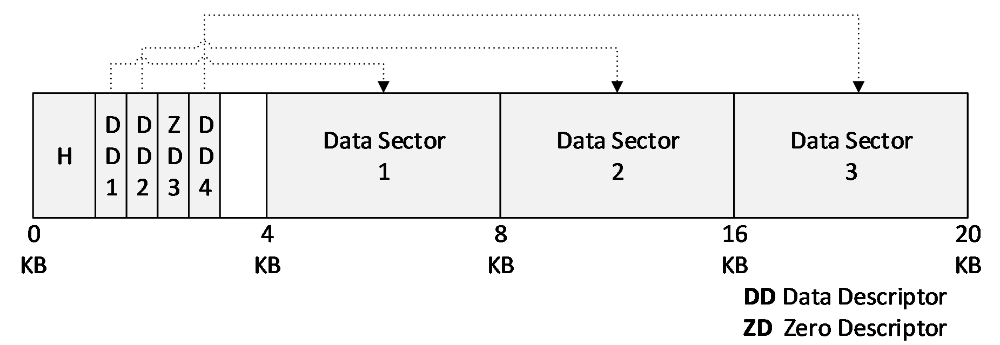 H
D
D
1
D
D
2
Z
D
3
D
D
4
Data Sector
1
Data Sector
2
Data Sector
3
0
KB
4
KB
8
KB
16
KB
20
KB
DD Data Descriptor
ZD Zero Descriptor